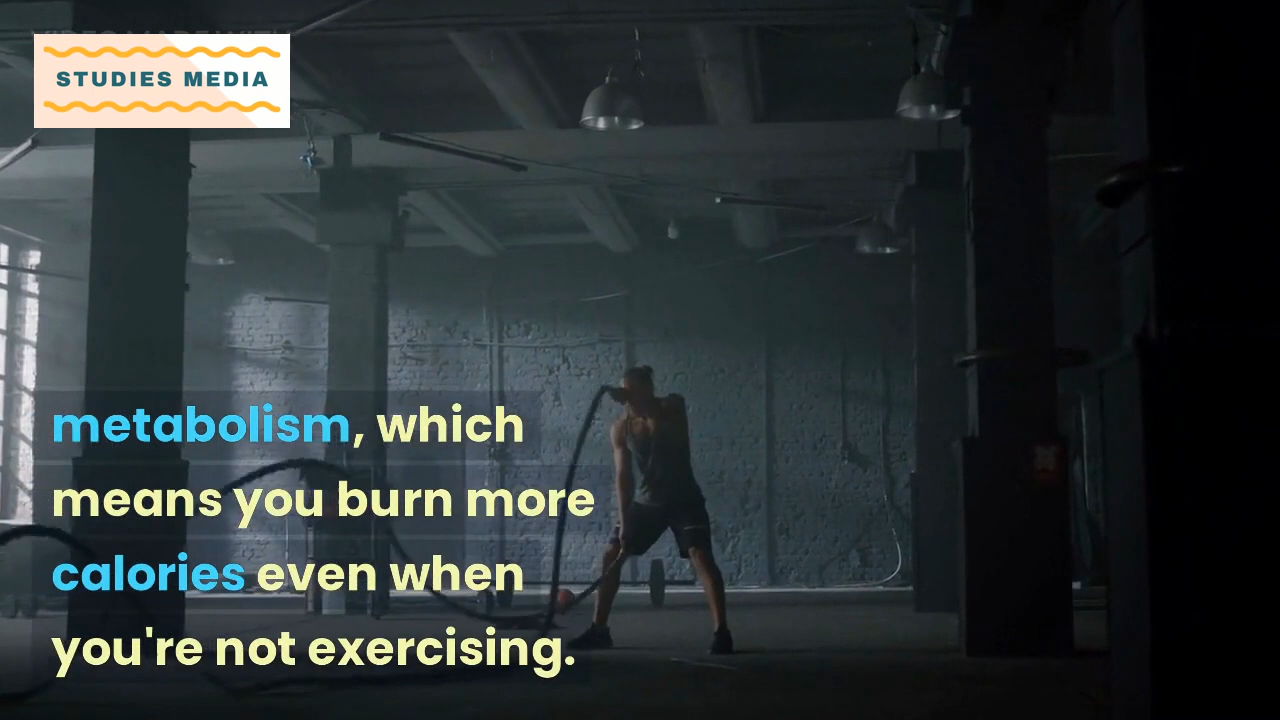 STUDIES MEDIA
metabolism, which
means you burn more
calories even when
you're not exercising.